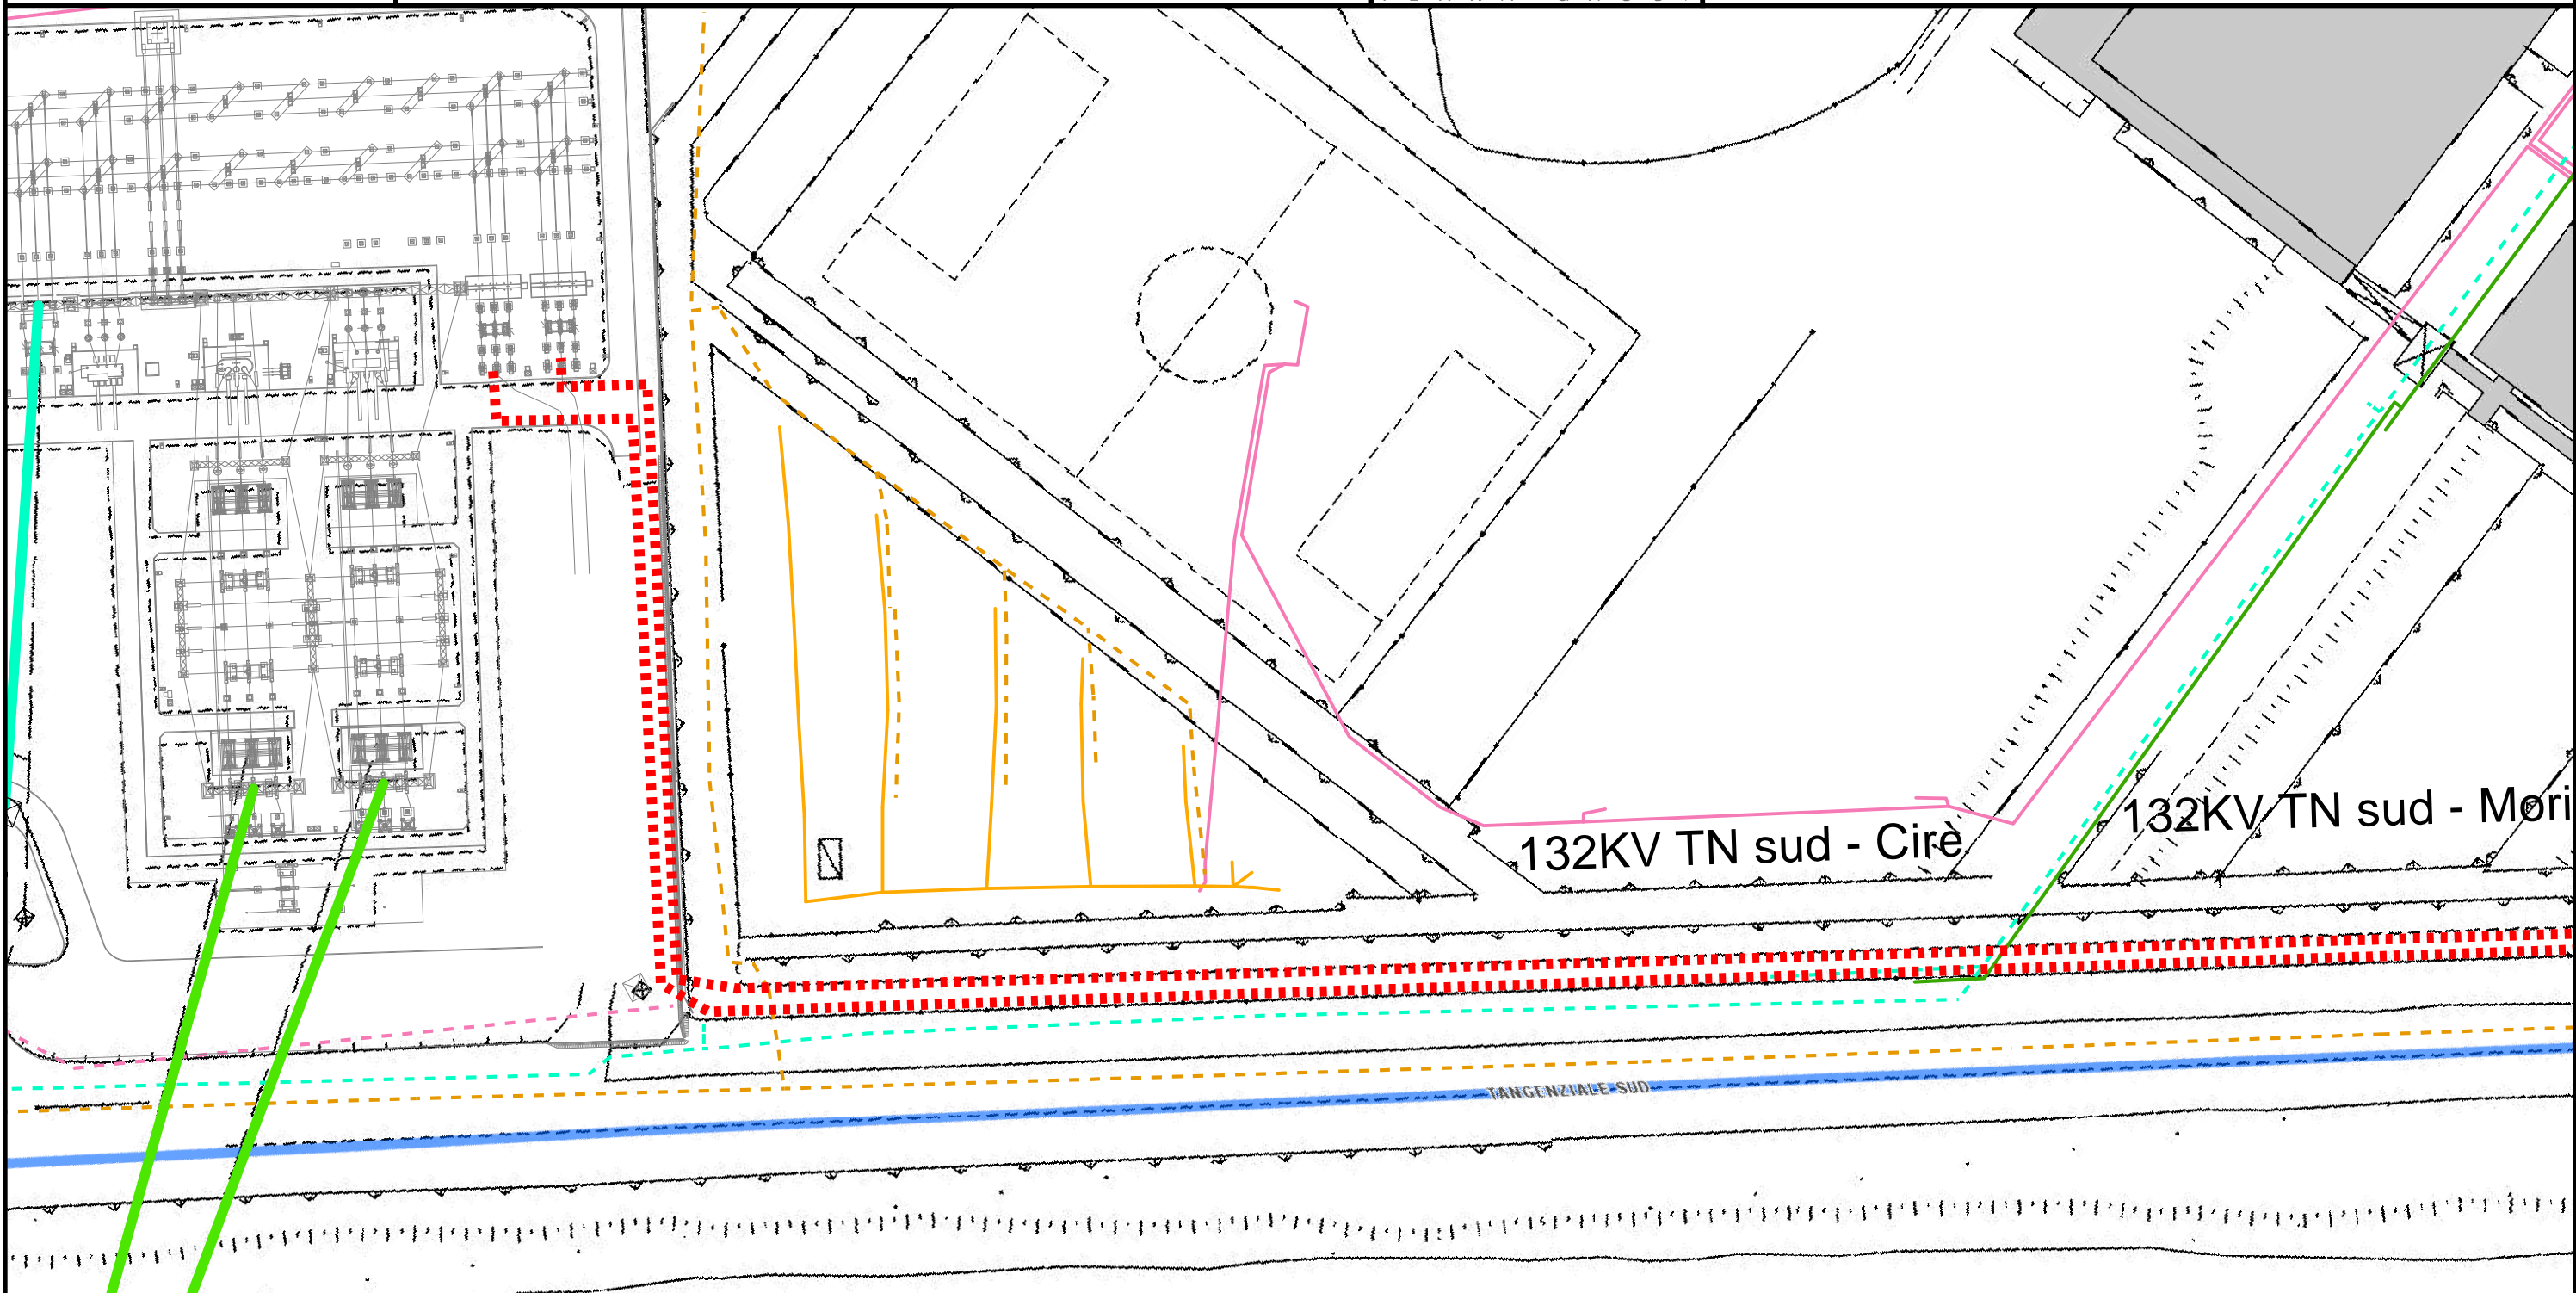 132KV TN sud - Cirè
132KV TN sud - Mori
TANGENZIALE SUD